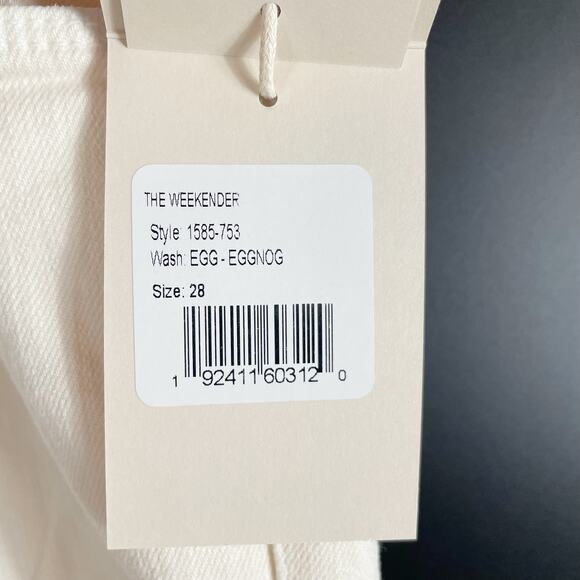 THE WEEKENDER
Style: 1585-753
Wash: EGG - EGGNOG
Size: 28
1 92411 60312 0